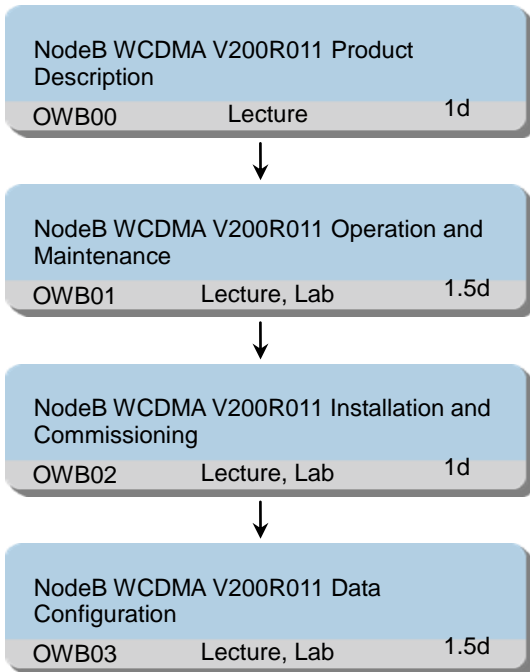 NodeB WCDMA V200R011 Product
Description
OWB00 Lecture 1d
NodeB WCDMA V200R011 Operation and
Maintenance
OWB01 Lecture, Lab 1.5d
NodeB WCDMA V200R011 Installation and
Commissioning
OWB02 Lecture, Lab 1d
NodeB WCDMA V200R011 Data
Configuration
OWB03 Lecture, Lab 1.5d